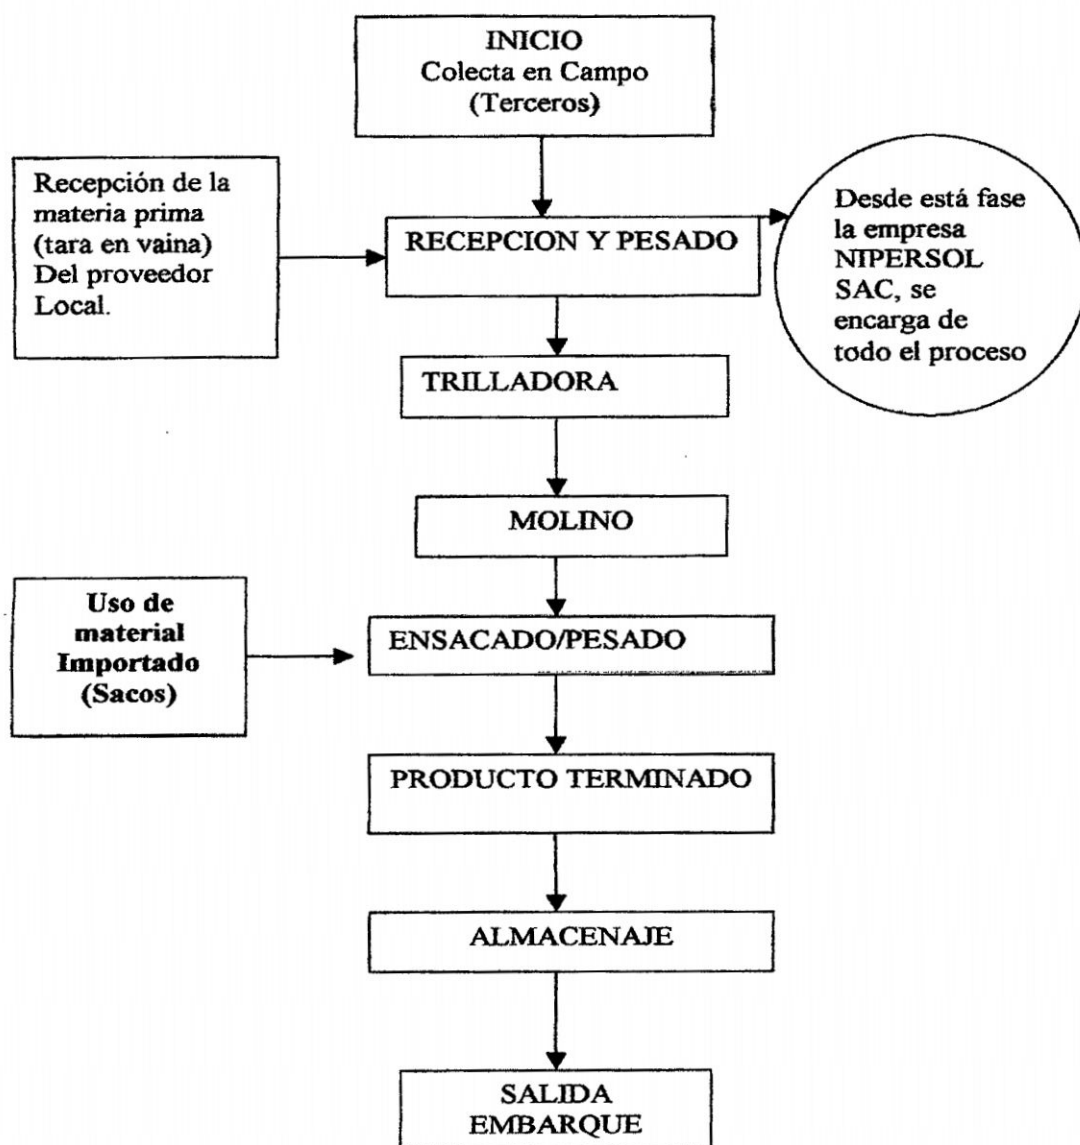 INICIO
Colecta en Campo
(Terceros)
Recepción de la
materia prima
(tara en vaina)
Del proveedor
Local.
RECEPCION Y PESADO
Desde está fase
la empresa
NIPERSOL
SAC, se
encarga de
todo el proceso
TRILLADORA
MOLINO
Uso de
material
Importado
(Sacos)
ENSACADO/PESADO
PRODUCTO TERMINADO
ALMACENAJE
SALIDA
EMBARQUE